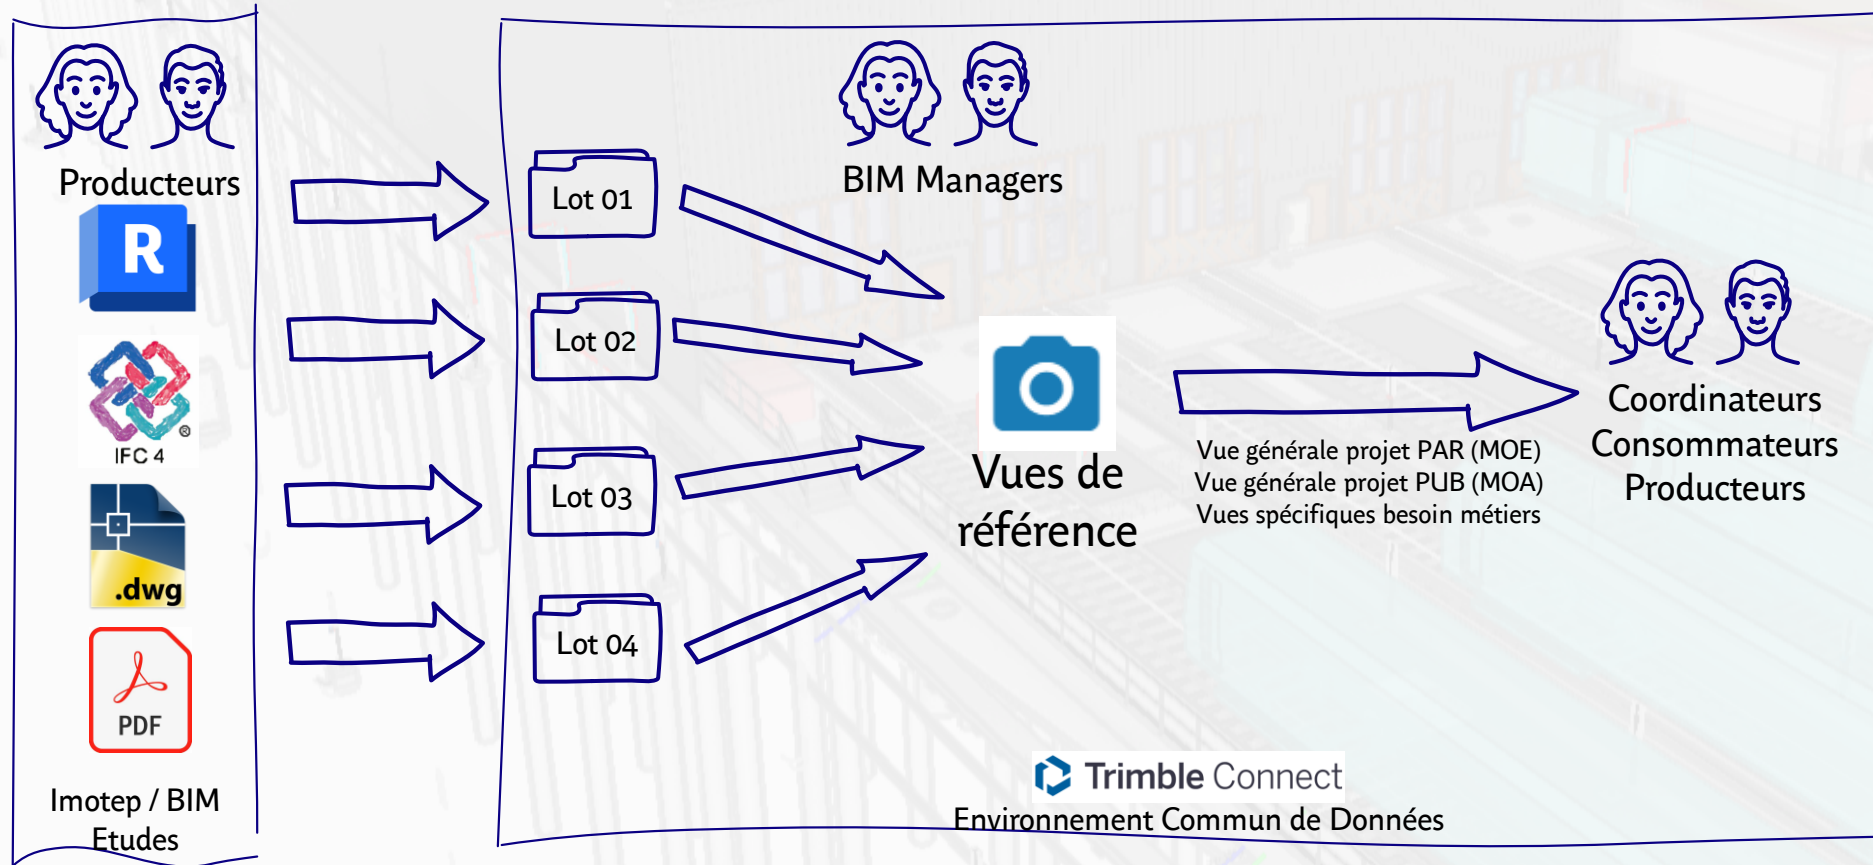 Producteurs
R
IFC 4
®
.dwg
PDF
Imotep / BIM
Etudes
Lot 01
Lot 02
Lot 03
Lot 04
BIM Managers
Vues de
référence
Vue générale projet PAR (MOE)
Vue générale projet PUB (MOA)
Vues spécifiques besoin métiers
Coordinateurs
Consommateurs
Producteurs
Trimble Connect
Environnement Commun de Données